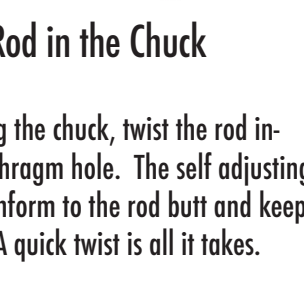 Rod in the Chuck
g the chuck, twist the rod in-
hragm hole. The self adjusting
nform to the rod butt and keep
A quick twist is all it takes.